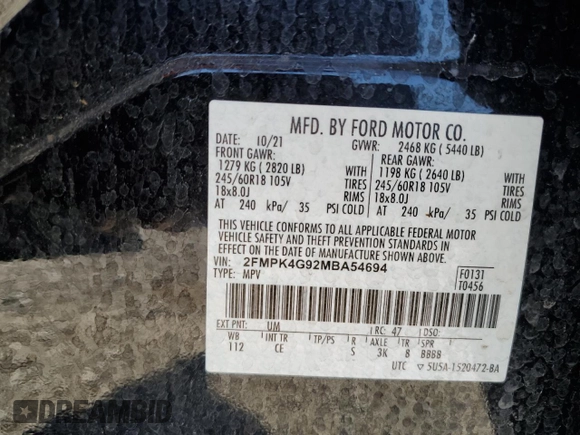 MFD. BY FORD MOTOR CO.
DATE: 10/21 GVWR: 2468 KG ( 5440 LB)
FRONT GAWR: REAR GAWR:
1279 KG ( 2820 LB) 1198 KG ( 2640 LB)
245/60R18 105V TIRES 245/60R18 105V TIRES
18x8.0J RIMS 18x8.0J RIMS
AT 240 kPa/ 35 PSI COLD AT 240 kPa/ 35 PSI COLD
THIS VEHICLE CONFORMS TO ALL APPLICABLE FEDERAL MOTOR
VEHICLE SAFETY AND THEFT PREVENTION STANDARDS IN
EFFECT ON THE DATE OF MANUFACTURE SHOWN ABOVE.
VIN: 2FMPK4G92MBA54694 F0131
TYPE: MPV T0456
EXT PNT: UM RC: 47 DSO:
WB INT TR TP/PS R AXLE TR SPR
112 CE S 3K 8 BBBB
UTC 5U5A-1520472-BA
DREAMBID